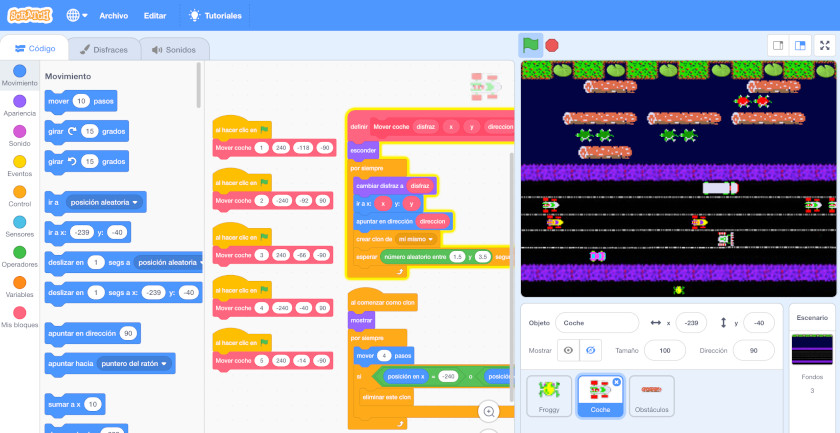 SCRATCH
Archivo
Editar
Tutoriales
Código
Disfraces
Sonidos
Movimiento
Apariencia
Sonido
Eventos
Control
Sensores
Operadores
Variables
Mis bloques
Movimiento
mover 10 pasos
girar 15 grados
girar 15 grados
ir a posición aleatoria
ir a x: -239 y: -40
deslizar en 1 segs a posición aleatoria
deslizar en 1 segs a x: -239 y: -40
apuntar en dirección 90
apuntar hacia puntero del ratón
sumar a x 10
al hacer clic en
Mover coche 1 240 -118 -90
al hacer clic en
Mover coche 2 -240 -92 90
al hacer clic en
Mover coche 3 240 -66 -90
al hacer clic en
Mover coche 4 -240 -40 90
al hacer clic en
Mover coche 5 240 -14 -90
definir Mover coche disfraz x y direccion
esconder
por siempre
cambiar disfraz a disfraz
ir a x: x y: y
apuntar en dirección direccion
crear clon de mí mismo
esperar número aleatorio entre 1.5 y 3.5 segu
al comenzar como clon
mostrar
por siempre
mover 4 pasos
si posición en x = -240 o posición
eliminar este clon
Objeto Coche x -239 y -40
Mostrar Tamaño 100 Dirección 90
Froggy
Coche
Obstáculos
Escenario
Fondos
3